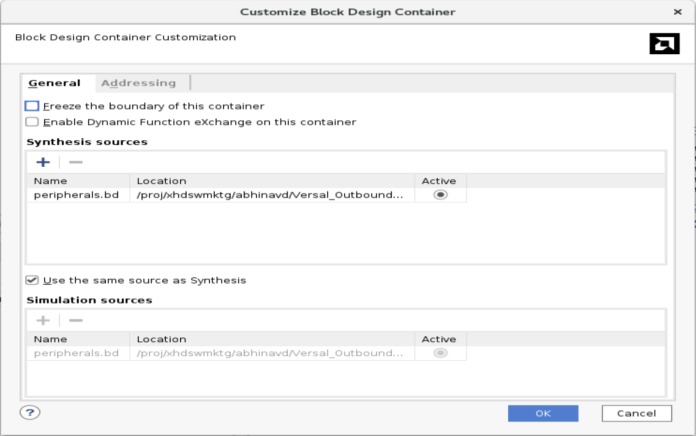 Customize Block Design Container
Block Design Container Customization
General Addressing
Freeze the boundary of this container
Enable Dynamic Function eXchange on this container
Synthesis sources
Name Location Active
peripherals.bd /proj/xhdswmktg/abhinavd/Versal_Outbound...
Use the same source as Synthesis
Simulation sources
Name Location Active
peripherals.bd /proj/xhdswmktg/abhinavd/Versal_Outbound...
? OK Cancel